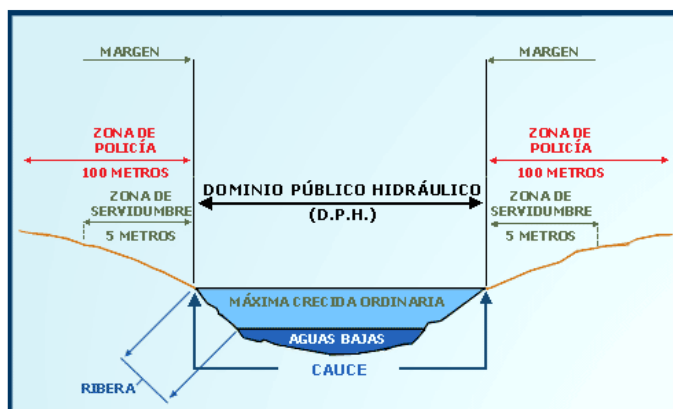 MARGEN
MARGEN
ZONA DE
POLICÍA
100 METROS
ZONA DE
POLICÍA
100 METROS
DOMINIO PÚBLICO HIDRÁULICO
(D.P.H.)
ZONA DE
SERVIDUMBRE
5 METROS
ZONA DE
SERVIDUMBRE
5 METROS
MÁXIMA CRECIDA ORDINARIA
AGUAS BAJAS
CAUCE
RIBERA